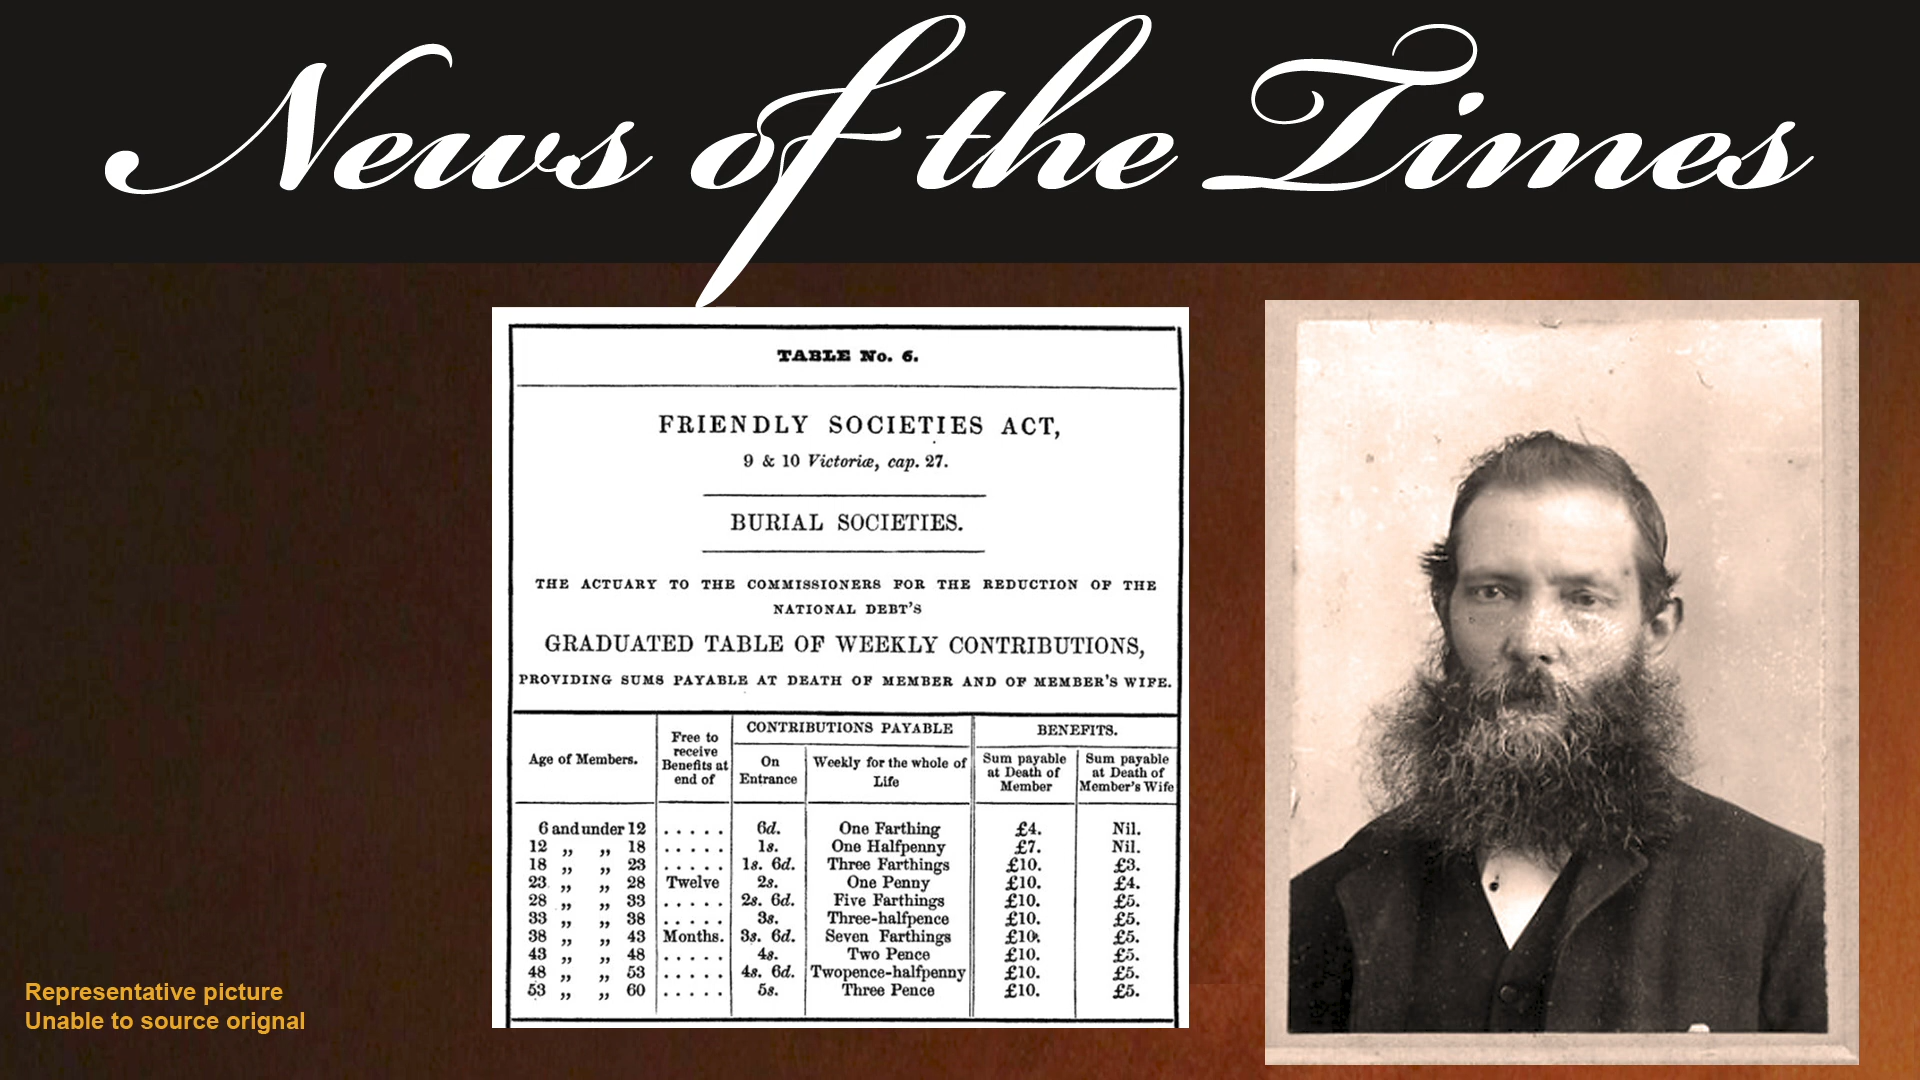 News of the Times
TABLE No. 6.
FRIENDLY SOCIETIES ACT,
9 & 10 Victoriæ, cap. 27.
BURIAL SOCIETIES.
THE ACTUARY TO THE COMMISSIONERS FOR THE REDUCTION OF THE
NATIONAL DEBT'S
GRADUATED TABLE OF WEEKLY CONTRIBUTIONS,
PROVIDING SUMS PAYABLE AT DEATH OF MEMBER AND OF MEMBER'S WIFE.
Age of Members.
Free to
receive
Benefits at
end of
CONTRIBUTIONS PAYABLE
On
Entrance
Weekly for the whole of
Life
BENEFITS.
Sum payable
at Death of
Member
Sum payable
at Death of
Member's Wife
6 and under 12 . . . . . 6d. One Farthing £4. Nil.
12 „ „ 18 . . . . . 1s. One Halfpenny £7. Nil.
18 „ „ 23 . . . . . 1s. 6d. Three Farthings £10. £3.
23 „ „ 28 Twelve 2s. One Penny £10. £4.
28 „ „ 33 . . . . . 2s. 6d. Five Farthings £10. £5.
33 „ „ 38 . . . . . 3s. Three-halfpence £10. £5.
38 „ „ 43 Months. 3s. 6d. Seven Farthings £10. £5.
43 „ „ 48 . . . . . 4s. Two Pence £10. £5.
48 „ „ 53 . . . . . 4s. 6d. Twopence-halfpenny £10. £5.
53 „ „ 60 . . . . . 5s. Three Pence £10. £5.
Representative picture
Unable to source orignal